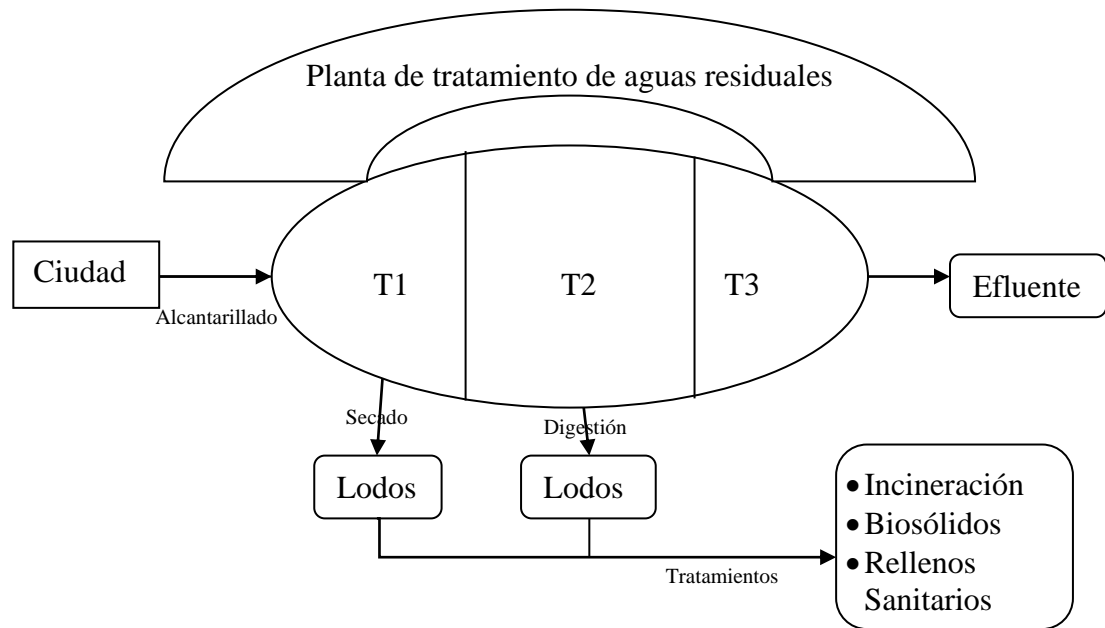 Planta de tratamiento de aguas residuales
Ciudad
Alcantarillado
T1
T2
T3
Efluente
Secado
Digestión
Lodos
Lodos
Tratamientos
• Incineración
• Biosólidos
• Rellenos
Sanitarios